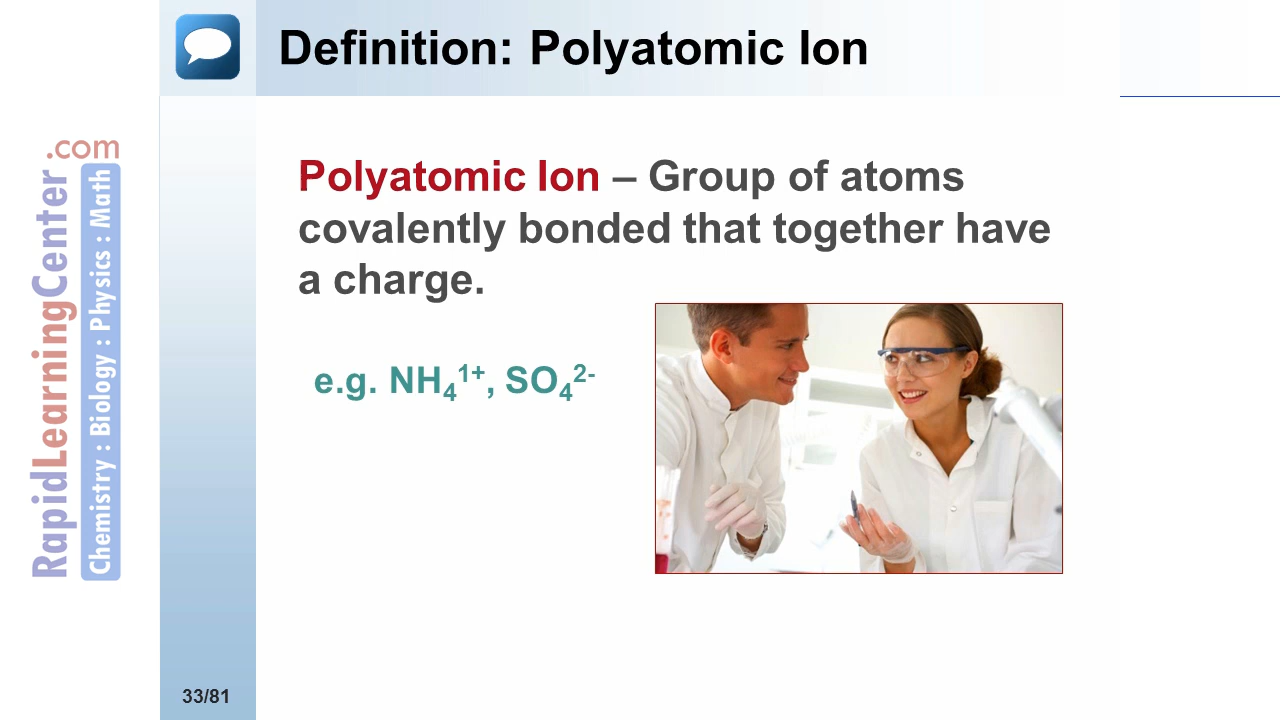 Definition: Polyatomic Ion
RapidLearningCenter.com
Chemistry : Biology : Physics : Math
Polyatomic Ion – Group of atoms
covalently bonded that together have
a charge.
e.g. NH₄¹⁺, SO₄²⁻
33/81